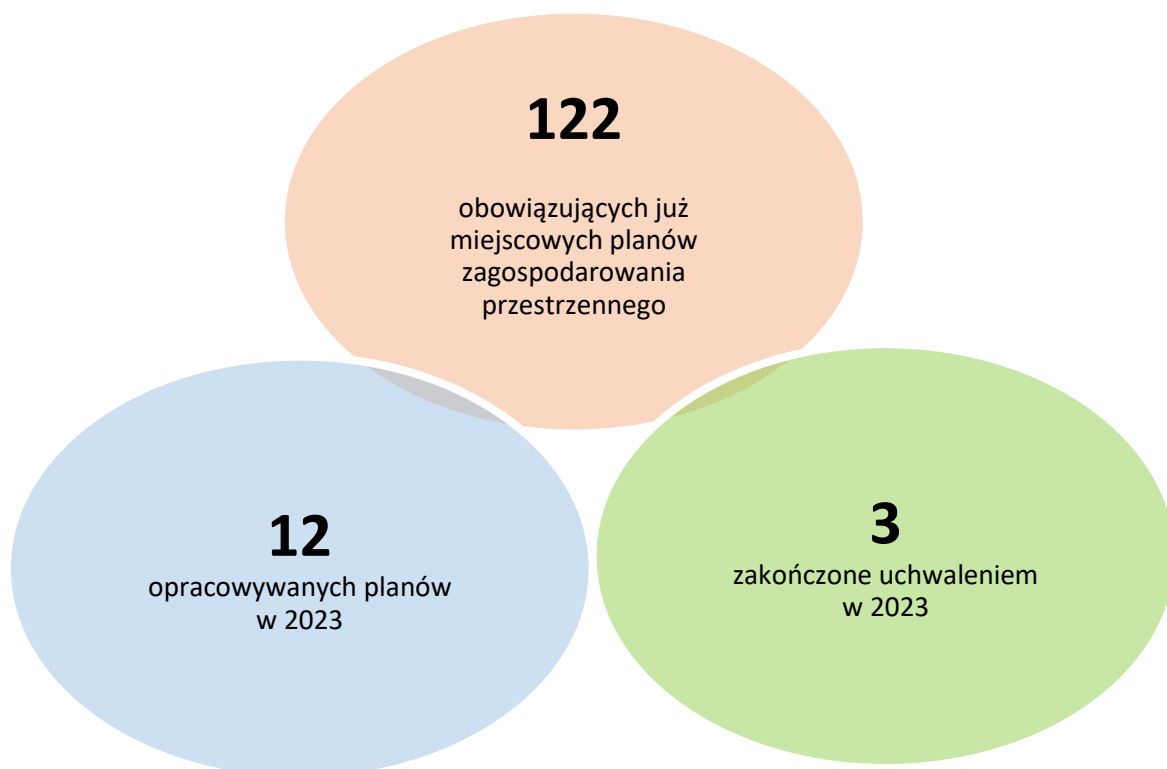 122
obowiązujących już
miejscowych planów
zagospodarowania
przestrzennego
12
opracowywanych planów
w 2023
3
zakończone uchwaleniem
w 2023